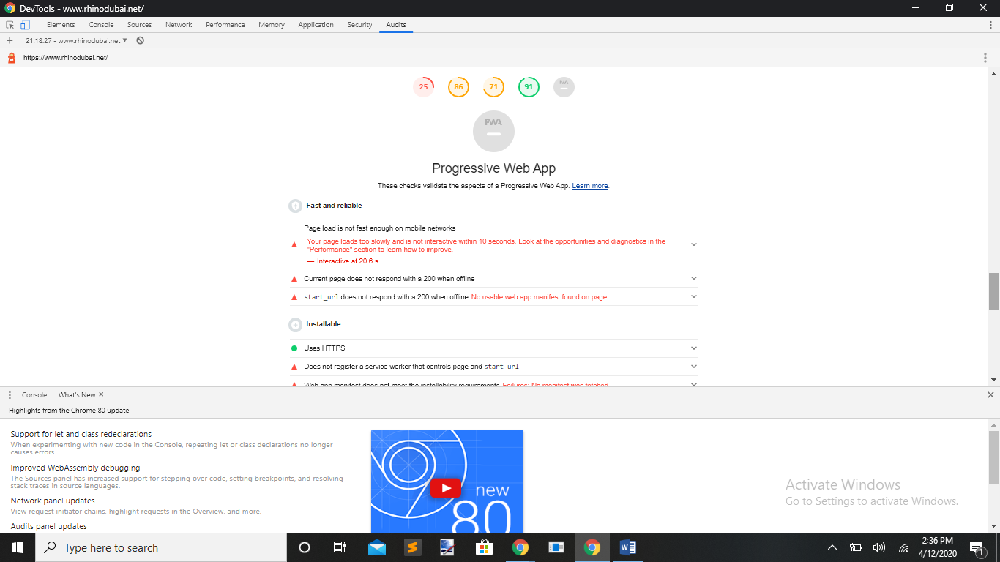 DevTools - www.rhinodubai.net/
Elements Console Sources Network Performance Memory Application Security Audits
21:18:27 - www.rhinodubai.net
https://www.rhinodubai.net/
25 86 71 91 PWA
PWA
Progressive Web App
These checks validate the aspects of a Progressive Web App. Learn more.
Fast and reliable
Page load is not fast enough on mobile networks
Your page loads too slowly and is not interactive within 10 seconds. Look at the opportunities and diagnostics in the
"Performance" section to learn how to improve.
— Interactive at 20.6 s
Current page does not respond with a 200 when offline
start_url does not respond with a 200 when offline No usable web app manifest found on page.
Installable
Uses HTTPS
Does not register a service worker that controls page and start_url
Web app manifest does not meet the installability requirements Failures: No manifest was fetched
Console What's New
Highlights from the Chrome 80 update
Support for let and class redeclarations
When experimenting with new code in the Console, repeating let or class declarations no longer
causes errors.
Improved WebAssembly debugging
The Sources panel has increased support for stepping over code, setting breakpoints, and resolving
stack traces in source languages.
Network panel updates
View request initiator chains, highlight requests in the Overview, and more.
Audits panel updates
new
80
Activate Windows
Go to Settings to activate Windows.
Type here to search
2:36 PM
4/12/2020
1